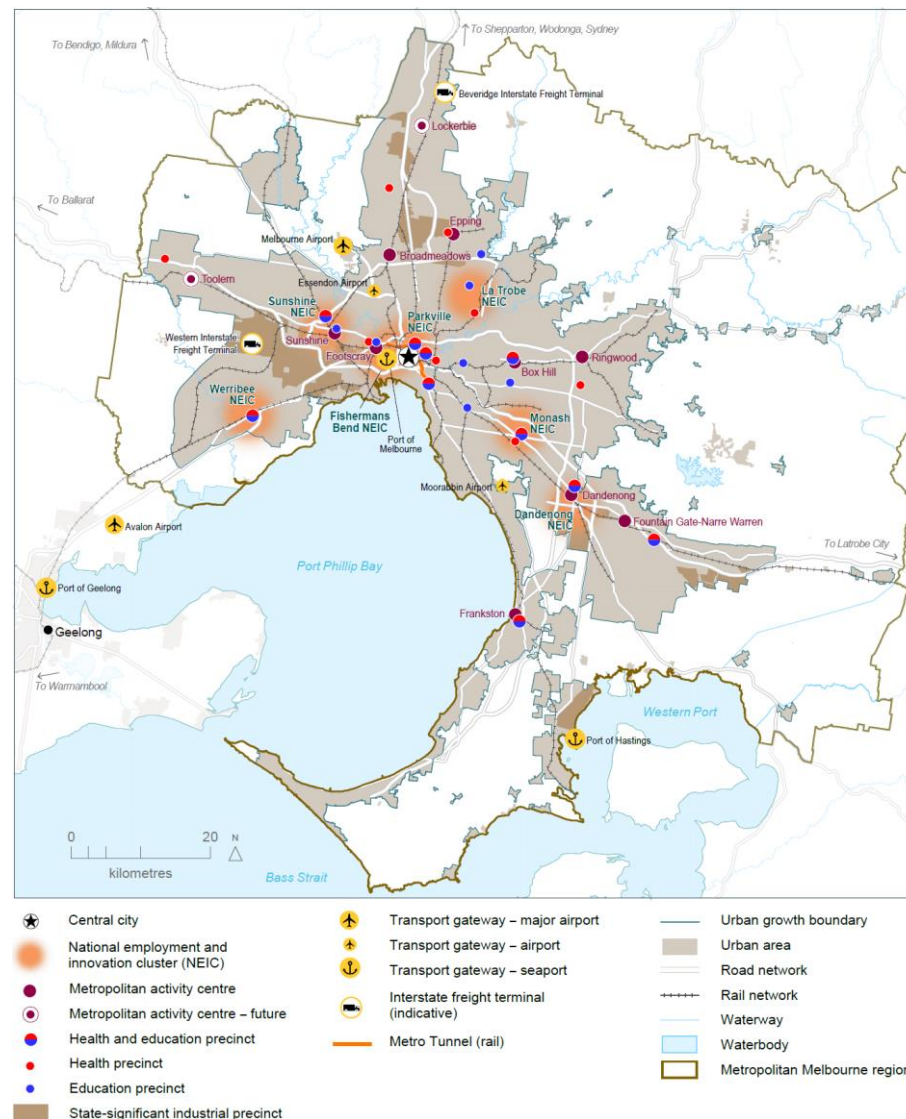 To Shepparton, Wodonga, Sydney
To Bendigo, Mildura
Beveridge Interstate Freight Terminal
Lockerbie
To Ballarat
Epping
Melbourne Airport
Broadmeadows
Toolern
Essendon Airport
La Trobe
NEIC
Sunshine
NEIC
Parkville
NEIC
Western Interstate
Freight Terminal
Sunshine
Footscray
Ringwood
Box Hill
Werribee
NEIC
Fishermans
Bend NEIC
Port of
Melbourne
Monash
NEIC
Moorabbin Airport
Dandenong
Dandenong
NEIC
Fountain Gate-Narre Warren
Avalon Airport
To Latrobe City
Port Phillip Bay
Port of Geelong
Geelong
Frankston
To Warrnambool
Western Port
Port of Hastings
0 20
N
kilometres
Bass Strait
Central city
National employment and
innovation cluster (NEIC)
Metropolitan activity centre
Metropolitan activity centre – future
Health and education precinct
Health precinct
Education precinct
State-significant industrial precinct
Transport gateway – major airport
Transport gateway – airport
Transport gateway – seaport
Interstate freight terminal
(indicative)
Metro Tunnel (rail)
Urban growth boundary
Urban area
Road network
Rail network
Waterway
Waterbody
Metropolitan Melbourne region